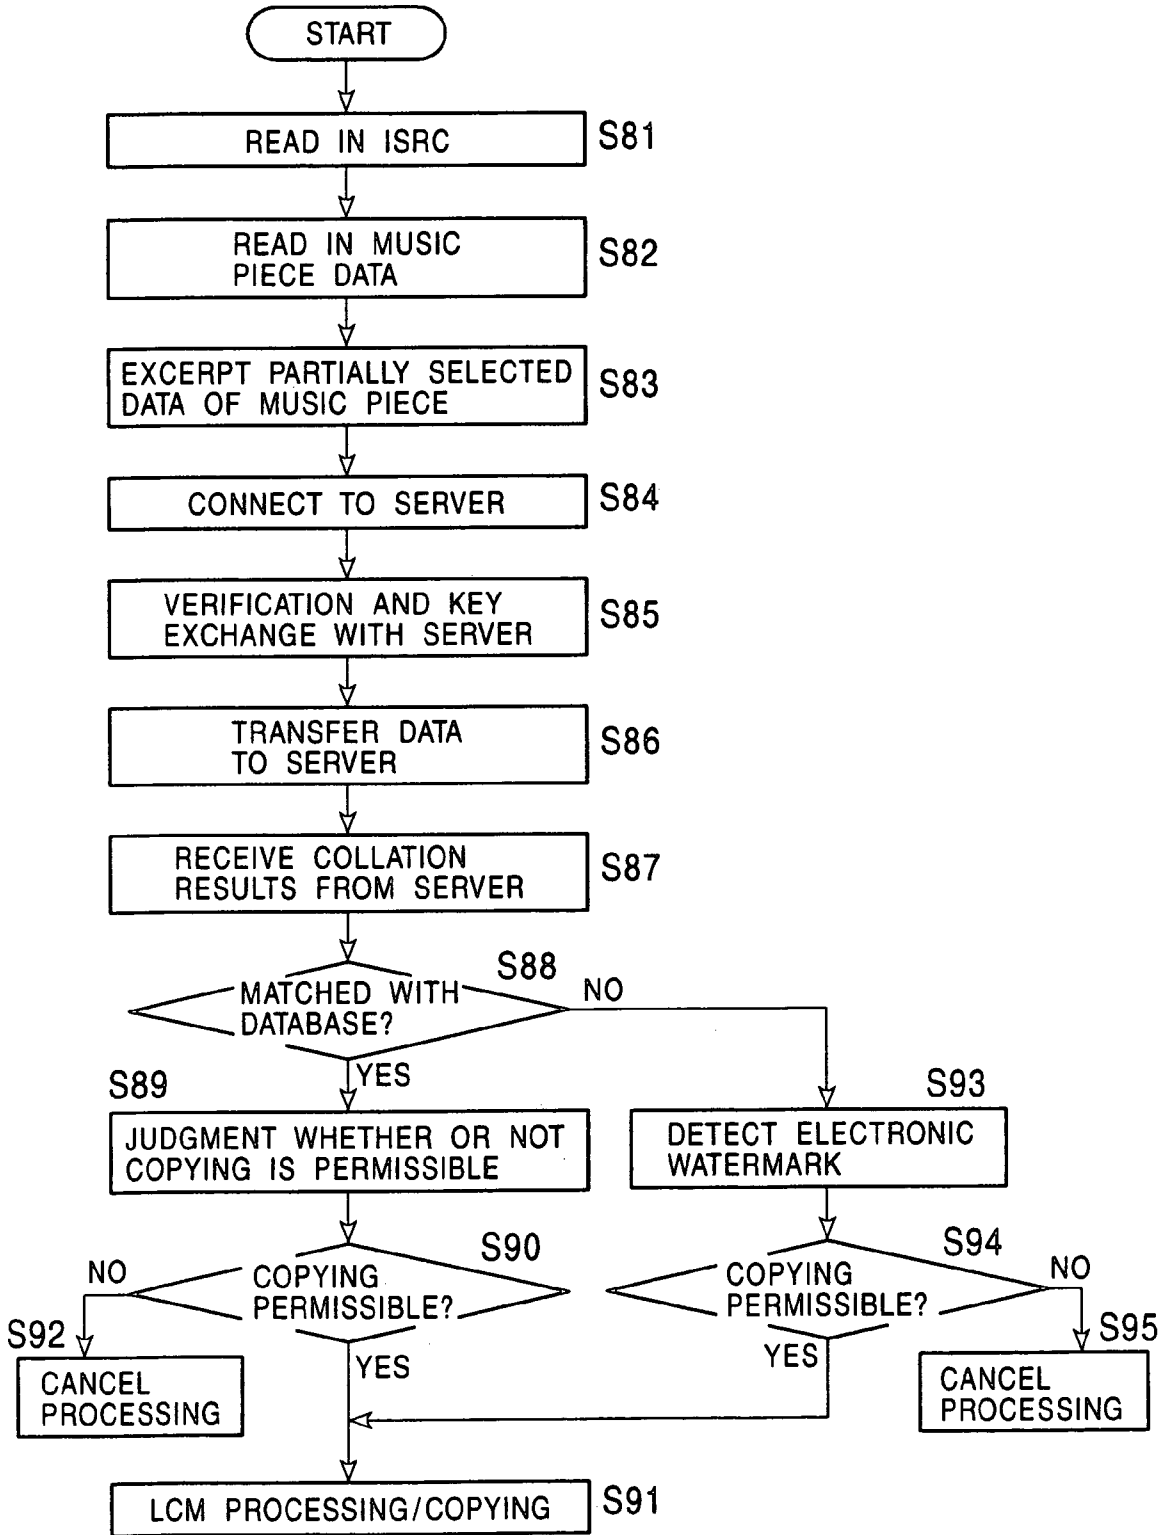 START
READ IN ISRC
S81
READ IN MUSIC
PIECE DATA
S82
EXCERPT PARTIALLY SELECTED
DATA OF MUSIC PIECE
S83
CONNECT TO SERVER
S84
VERIFICATION AND KEY
EXCHANGE WITH SERVER
S85
TRANSFER DATA
TO SERVER
S86
RECEIVE COLLATION
RESULTS FROM SERVER
S87
S88
MATCHED WITH
DATABASE?
NO
YES
S89
JUDGMENT WHETHER OR NOT
COPYING IS PERMISSIBLE
S93
DETECT ELECTRONIC
WATERMARK
S90
COPYING
PERMISSIBLE?
NO
YES
S94
COPYING
PERMISSIBLE?
NO
YES
S92
CANCEL
PROCESSING
S95
CANCEL
PROCESSING
LCM PROCESSING/COPYING
S91